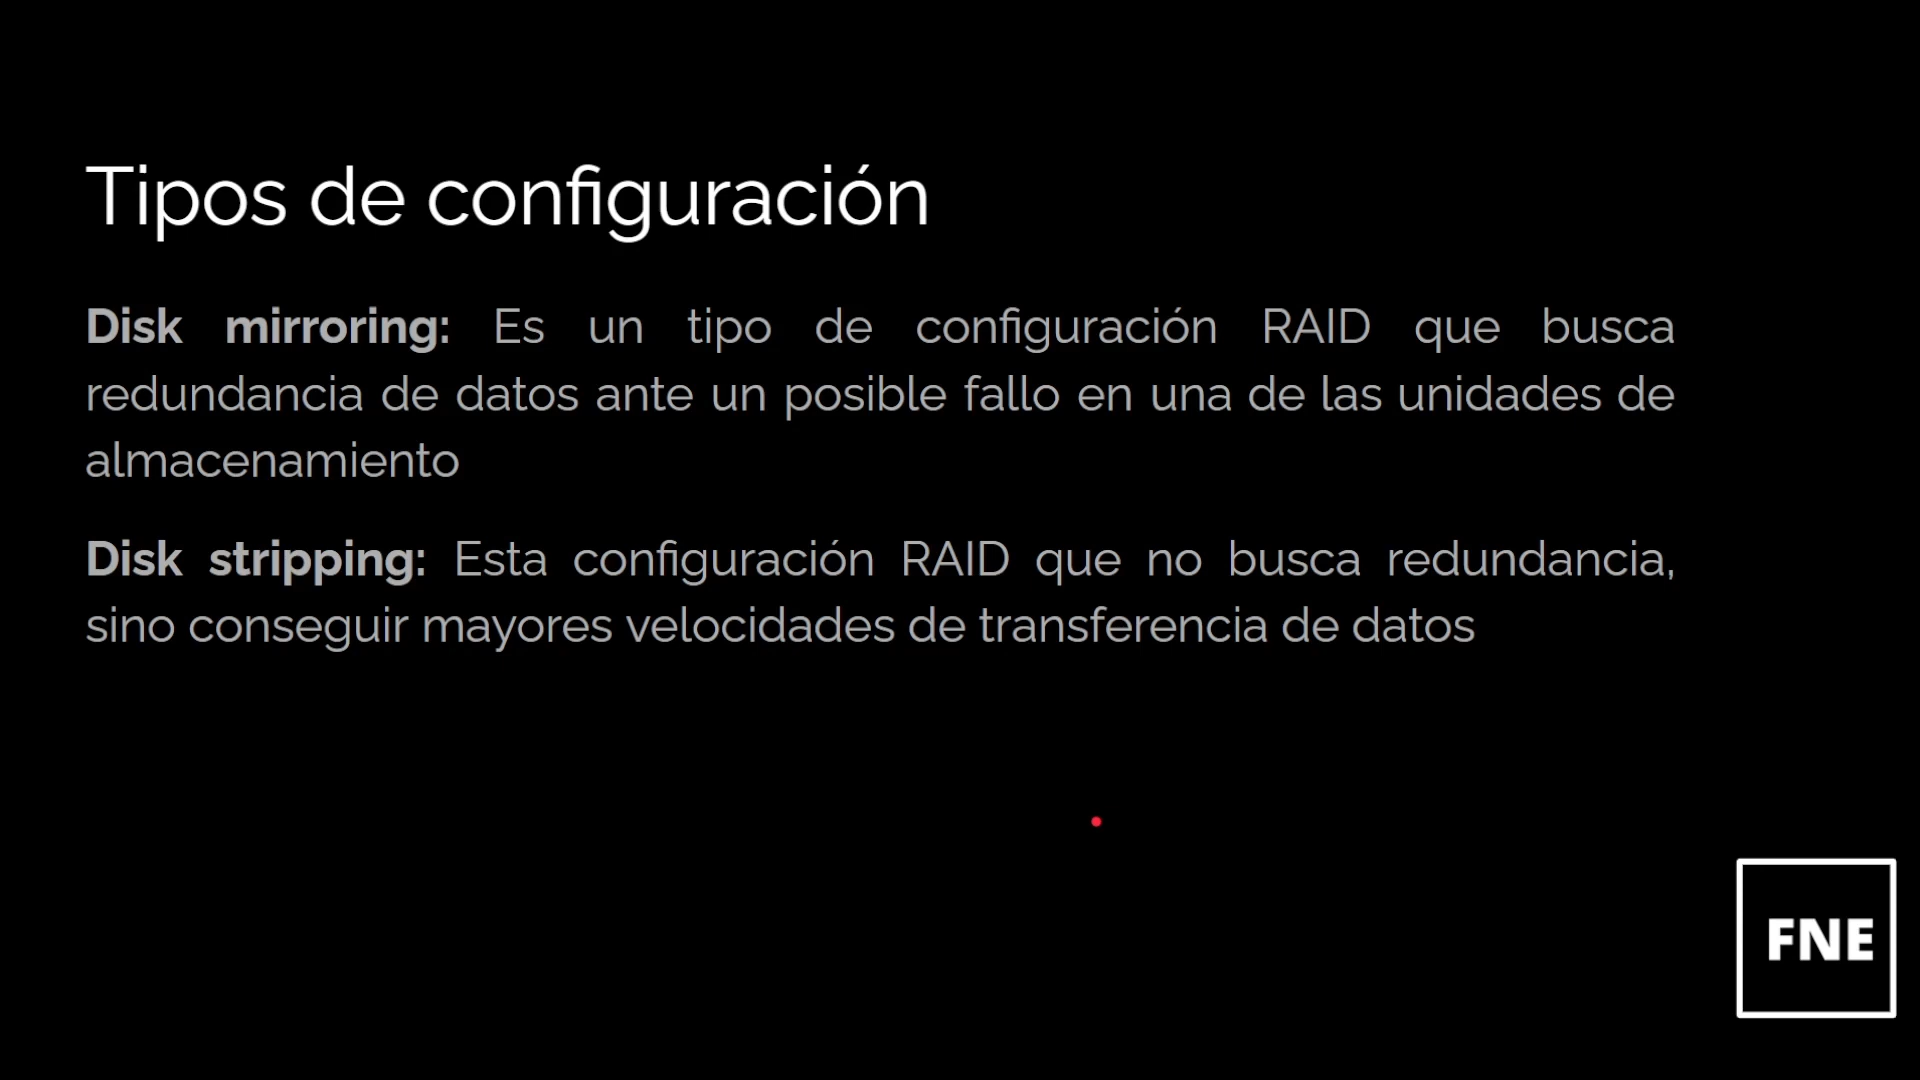 Tipos de configuración
Disk mirroring: Es un tipo de configuración RAID que busca
redundancia de datos ante un posible fallo en una de las unidades de
almacenamiento
Disk stripping: Esta configuración RAID que no busca redundancia,
sino conseguir mayores velocidades de transferencia de datos
FNE